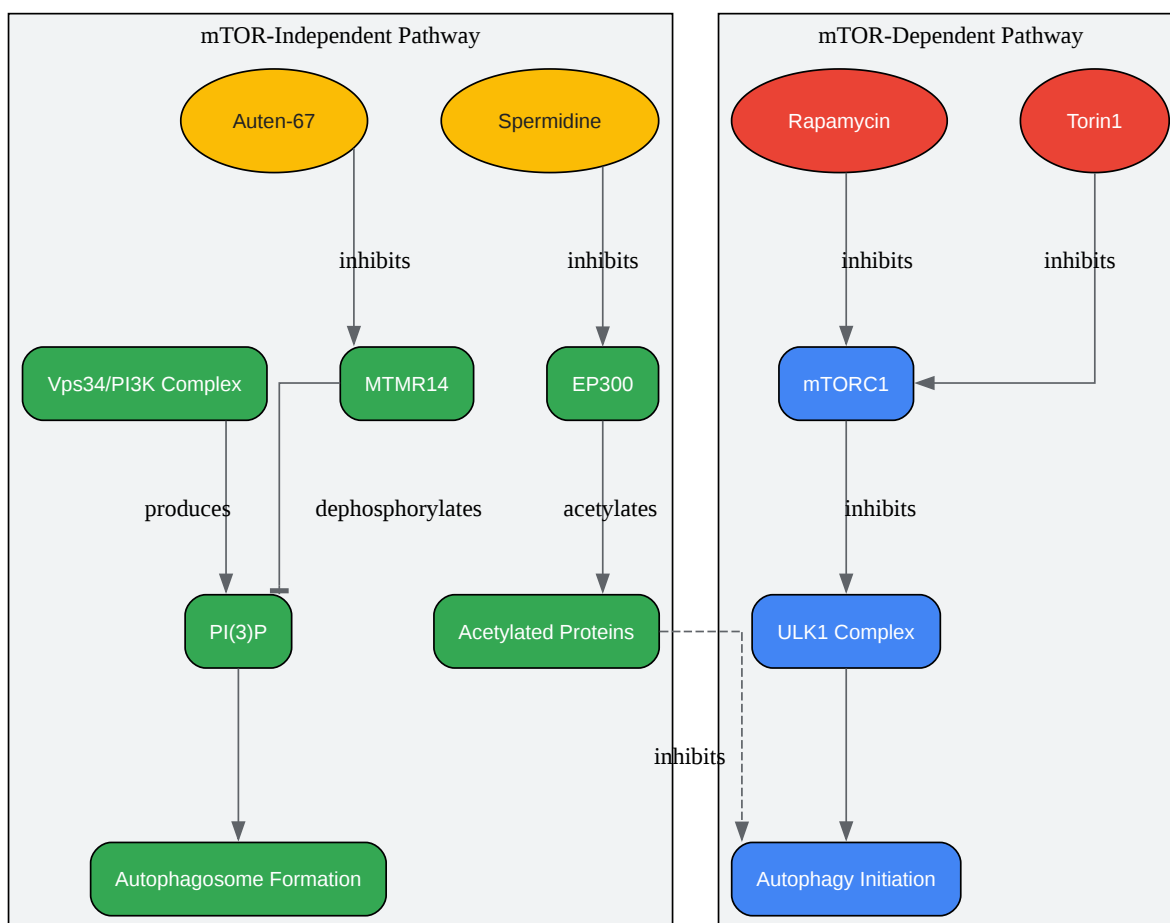 mTOR-Independent Pathway
mTOR-Dependent Pathway
Auten-67
Spermidine
Rapamycin
Torin1
inhibits
inhibits
inhibits
inhibits
Vps34/PI3K Complex
MTMR14
EP300
mTORC1
produces
dephosphorylates
acetylates
inhibits
PI(3)P
Acetylated Proteins
ULK1 Complex
inhibits
Autophagosome Formation
Autophagy Initiation